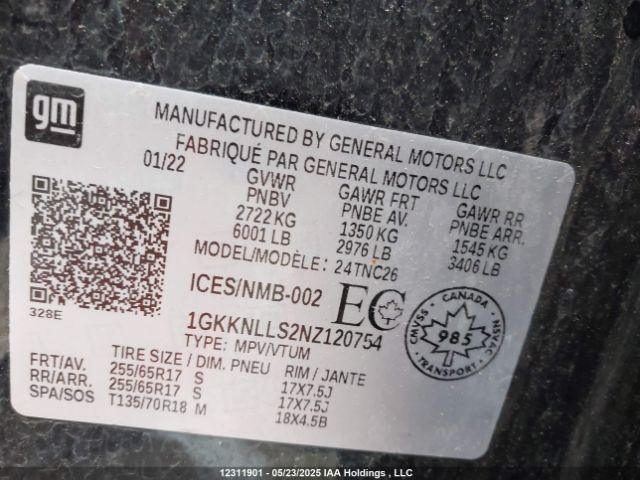 gm
MANUFACTURED BY GENERAL MOTORS LLC
FABRIQUÉ PAR GENERAL MOTORS LLC
01/22
GVWR GAWR FRT GAWR RR
PNBV PNBE AV. PNBE ARR.
2722 KG 1350 KG 1545 KG
6001 LB 2976 LB 3406 LB
MODEL/MODÈLE: 24TNC26
ICES/NMB-002 EC
328E
1GKKNLLS2NZ120754
TYPE: MPV/VTUM
CANADA
CMVSS 985 NSVAC
TRANSPORT
TIRE SIZE / DIM. PNEU RIM / JANTE
FRT/AV. 255/65R17 S 17X7.5J
RR/ARR. 255/65R17 S 17X7.5J
SPA/SOS T135/70R18 M 18X4.5B
12311901 - 05/23/2025 IAA Holdings , LLC